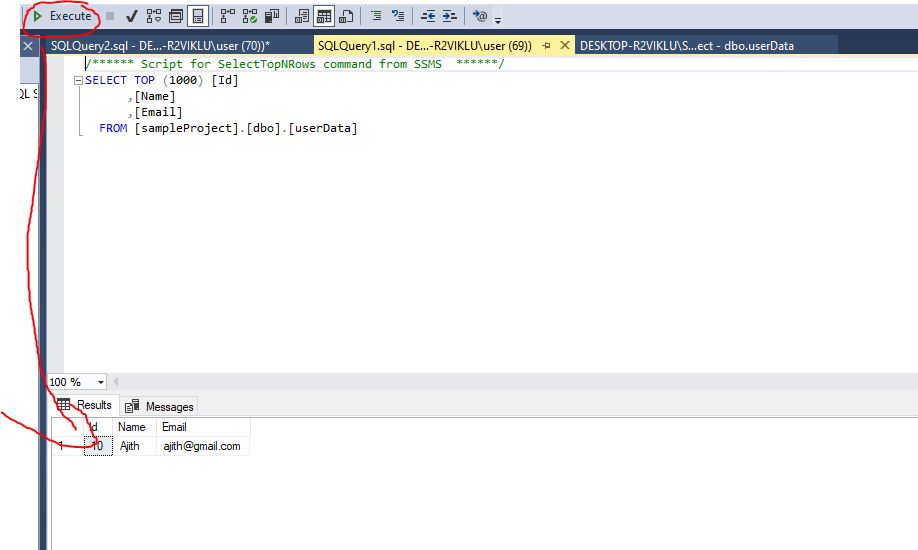 Execute
SQLQuery2.sql - DE...-R2VIKLU\user (70))*
SQLQuery1.sql - DE...-R2VIKLU\user (69))
DESKTOP-R2VIKLU\S...ect - dbo.userData
/****** Script for SelectTopNRows command from SSMS  ******/
SELECT TOP (1000) [Id]
,[Name]
,[Email]
FROM [sampleProject].[dbo].[userData]
100 %
Results
Messages
Id Name Email
1 10 Ajith ajith@gmail.com